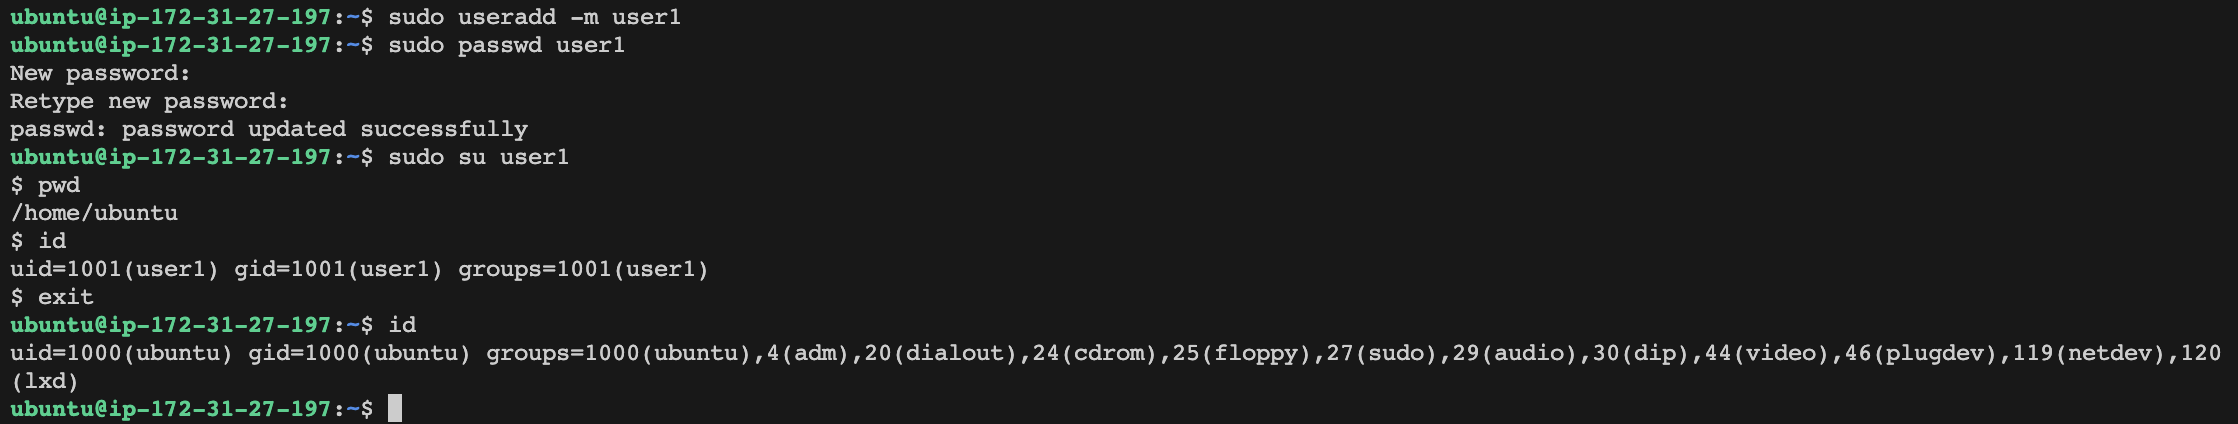 ubuntu@ip-172-31-27-197:~$ sudo useradd -m user1
ubuntu@ip-172-31-27-197:~$ sudo passwd user1
New password:
Retype new password:
passwd: password updated successfully
ubuntu@ip-172-31-27-197:~$ sudo su user1
$ pwd
/home/ubuntu
$ id
uid=1001(user1) gid=1001(user1) groups=1001(user1)
$ exit
ubuntu@ip-172-31-27-197:~$ id
uid=1000(ubuntu) gid=1000(ubuntu) groups=1000(ubuntu),4(adm),20(dialout),24(cdrom),25(floppy),27(sudo),29(audio),30(dip),44(video),46(plugdev),119(netdev),120
(lxd)
ubuntu@ip-172-31-27-197:~$